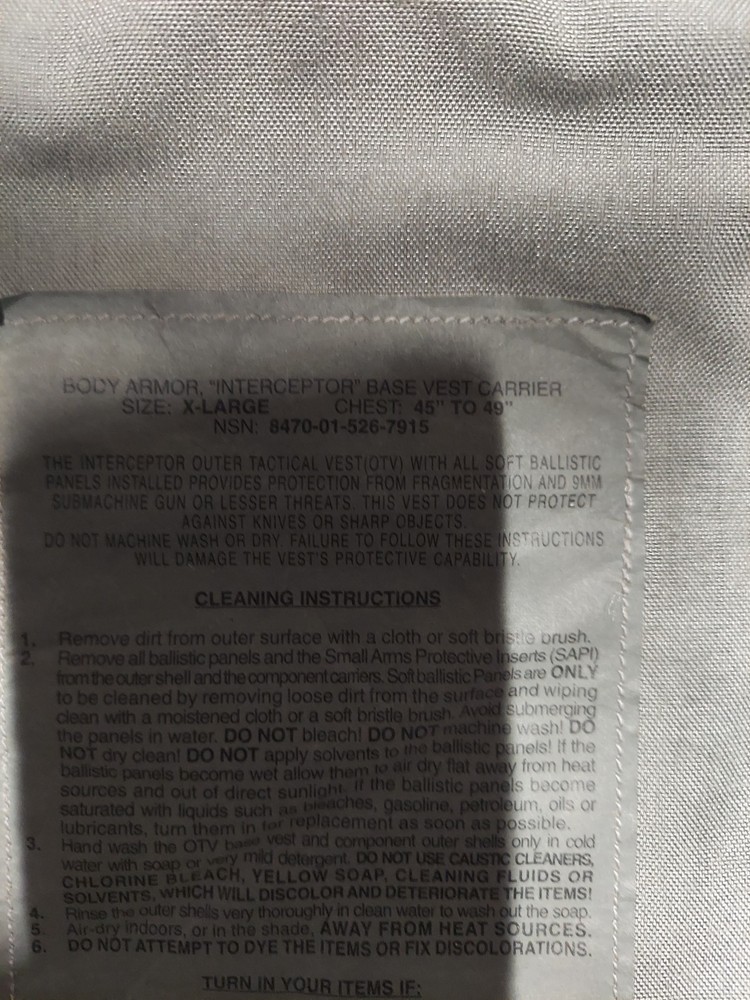 BODY ARMOR, "INTERCEPTOR" BASE VEST CARRIER
SIZE: X-LARGE CHEST: 45" TO 49"
NSN: 8470-01-526-7915
THE INTERCEPTOR OUTER TACTICAL VEST(OTV) WITH ALL SOFT BALLISTIC
PANELS INSTALLED PROVIDES PROTECTION FROM FRAGMENTATION AND 9MM
SUBMACHINE GUN OR LESSER THREATS. THIS VEST DOES NOT PROTECT
AGAINST KNIVES OR SHARP OBJECTS.
DO NOT MACHINE WASH OR DRY. FAILURE TO FOLLOW THESE INSTRUCTIONS
WILL DAMAGE THE VEST'S PROTECTIVE CAPABILITY.
CLEANING INSTRUCTIONS
1. Remove dirt from outer surface with a cloth or soft bristle brush.
2. Remove all ballistic panels and the Small Arms Protective Inserts (SAPI)
from the outer shell and the component carriers. Soft ballistic Panels are ONLY
to be cleaned by removing loose dirt from the surface and wiping
clean with a moistened cloth or a soft bristle brush. Avoid submerging
the panels in water. DO NOT bleach! DO NOT machine wash! DO
NOT dry clean! DO NOT apply solvents to the ballistic panels! If the
ballistic panels become wet allow them to air dry flat away from heat
sources and out of direct sunlight. If the ballistic panels become
saturated with liquids such as bleaches, gasoline, petroleum, oils or
lubricants, turn them in for replacement as soon as possible.
3. Hand wash the OTV base vest and component outer shells only in cold
water with soap or very mild detergent. DO NOT USE CAUSTIC CLEANERS,
CHLORINE BLEACH, YELLOW SOAP, CLEANING FLUIDS OR
SOLVENTS, WHICH WILL DISCOLOR AND DETERIORATE THE ITEMS!
4. Rinse the outer shells very thoroughly in clean water to wash out the soap.
5. Air-dry indoors, or in the shade, AWAY FROM HEAT SOURCES.
6. DO NOT ATTEMPT TO DYE THE ITEMS OR FIX DISCOLORATIONS.
TURN IN YOUR ITEMS IF: